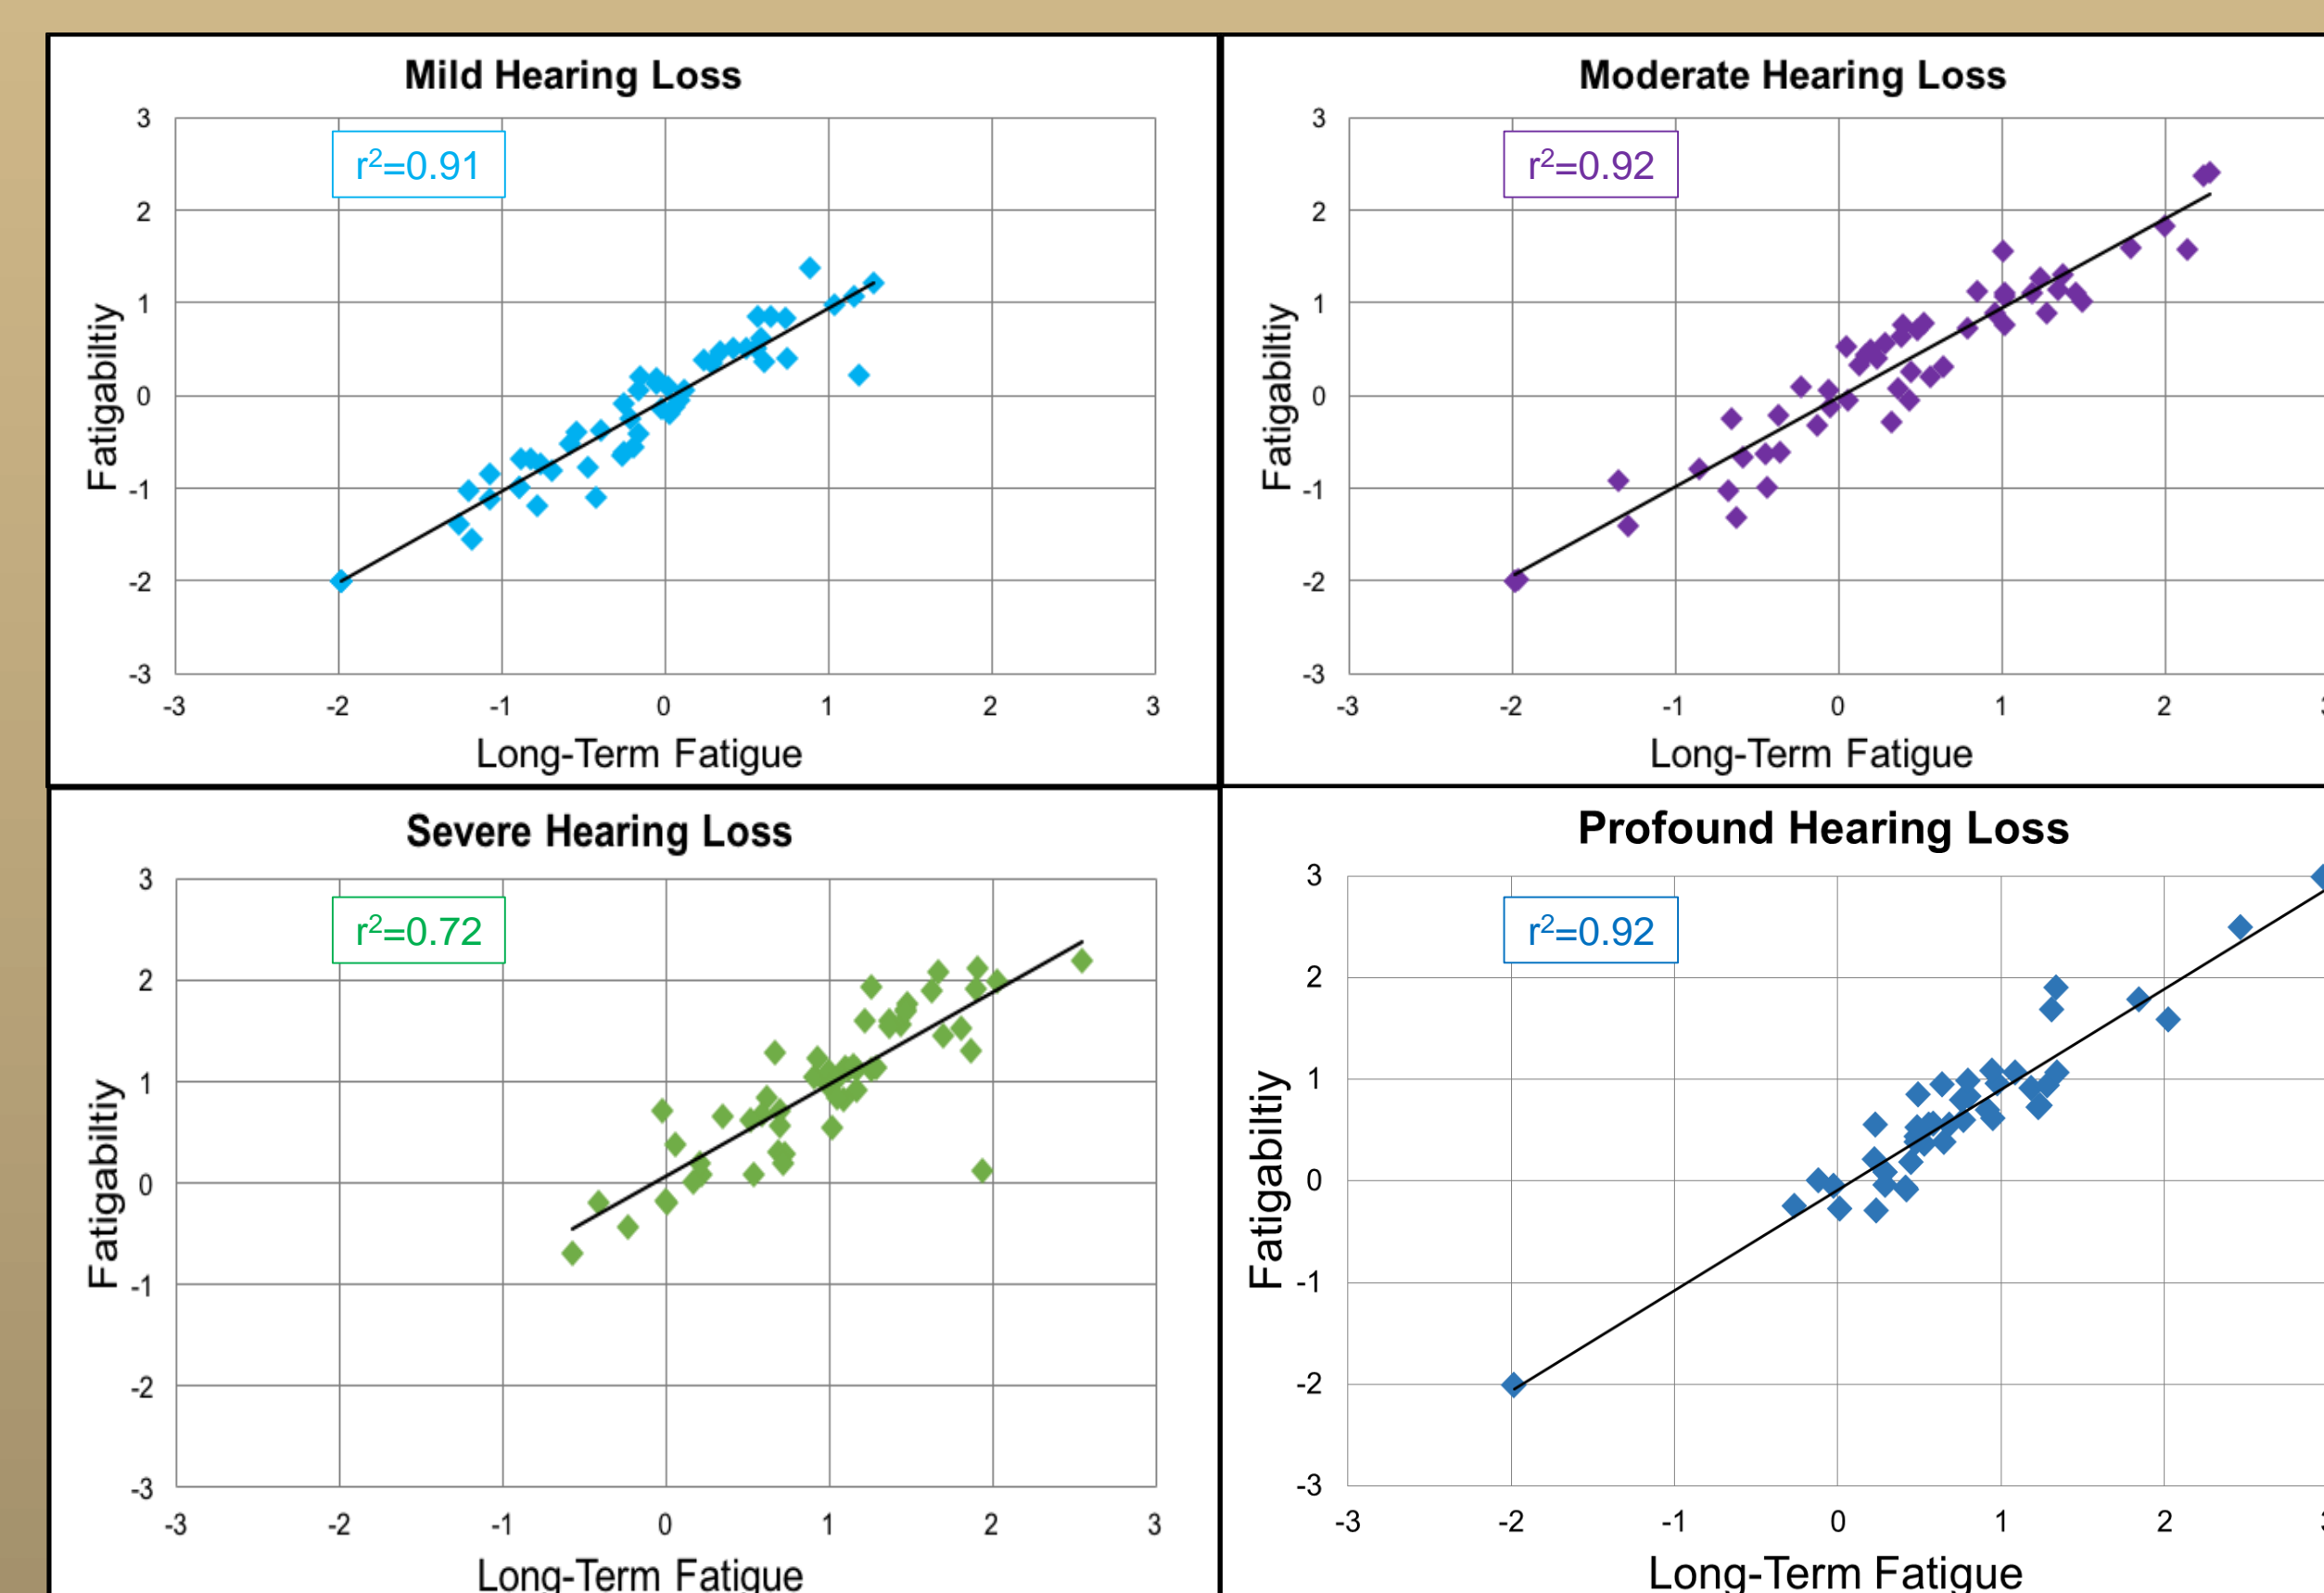 Mild Hearing Loss
r²=0.91
3
2
1
0
-1
-2
-3
Fatigabiltiy
-3 -2 -1 0 1 2 3
Long-Term Fatigue
Moderate Hearing Loss
r²=0.92
3
2
1
0
-1
-2
-3
Fatigabiltiy
-3 -2 -1 0 1 2
Long-Term Fatigue
Severe Hearing Loss
r²=0.72
3
2
1
0
-1
-2
-3
Fatigabiltiy
-3 -2 -1 0 1 2 3
Long-Term Fatigue
Profound Hearing Loss
r²=0.92
3
2
1
0
-1
-2
-3
Fatigabiltiy
-3 -2 -1 0 1 2
Long-Term Fatigue